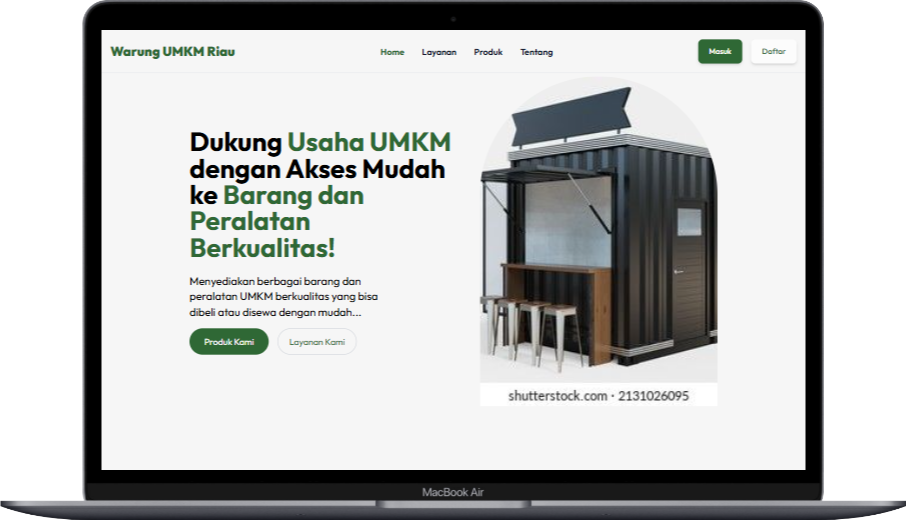 Warung UMKM Riau
Home Layanan Produk Tentang
Masuk Daftar
Dukung Usaha UMKM
dengan Akses Mudah
ke Barang dan
Peralatan
Berkualitas!
Menyediakan berbagai barang dan
peralatan UMKM berkualitas yang bisa
dibeli atau disewa dengan mudah...
Produk Kami Layanan Kami
shutterstock.com · 2131026095
MacBook Air